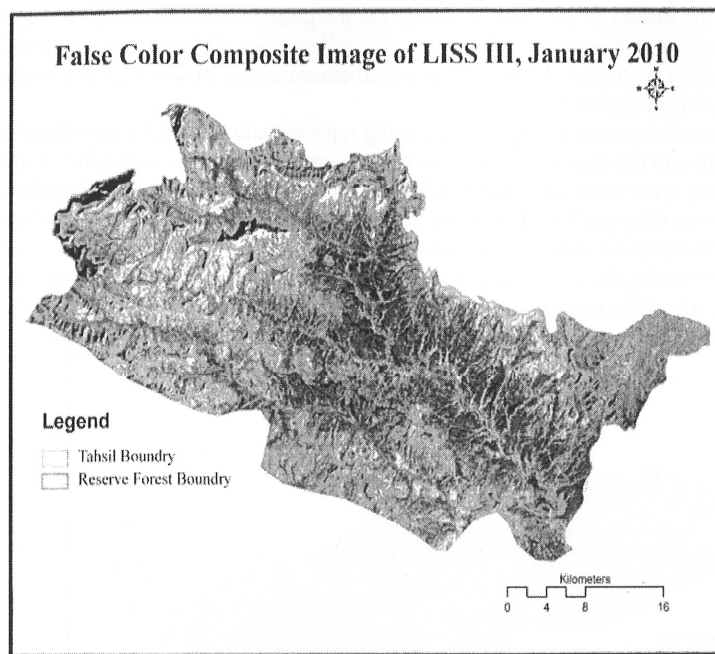 False Color Composite Image of LISS III, January 2010
N
Legend
Tahsil Boundry
Reserve Forest Boundry
Kilometers
0 4 8 16